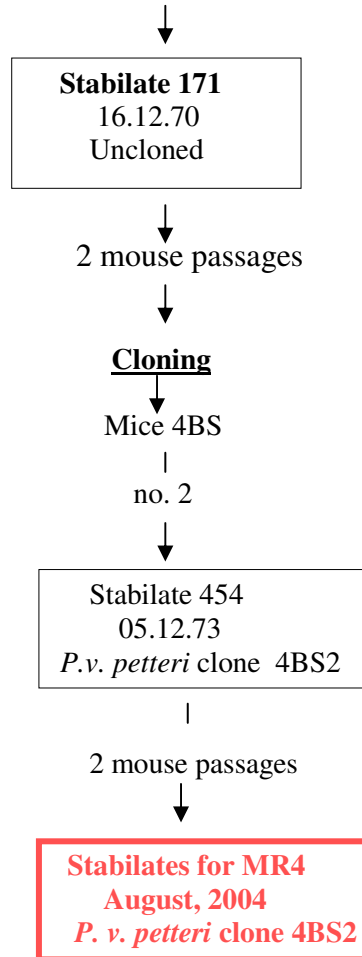 Stabilate 171
16.12.70
Uncloned
2 mouse passages
Cloning
Mice 4BS
no. 2
Stabilate 454
05.12.73
P.v. petteri clone 4BS2
2 mouse passages
Stabilates for MR4
August, 2004
P. v. petteri clone 4BS2